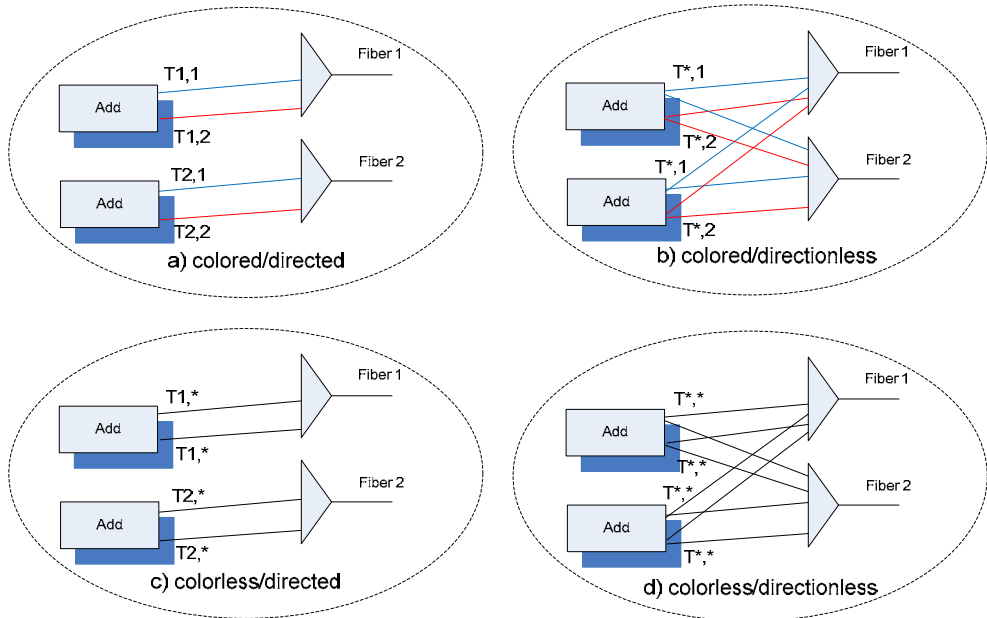 Fiber 1
T1,1
Add
T1,2
Fiber 2
T2,1
Add
T2,2
a) colored/directed
Fiber 1
T*,1
Add
T*,2
Fiber 2
T*,1
Add
T*,2
b) colored/directionless
Fiber 1
T1,*
Add
T1,*
Fiber 2
T2,*
Add
T2,*
c) colorless/directed
Fiber 1
T*,*
Add
T*,*
Fiber 2
T*,*
Add
T*,*
d) colorless/directionless